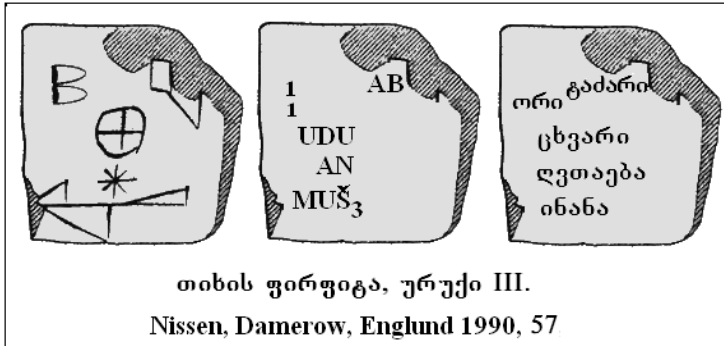 1 AB
1
UDU
AN
MUŠ3
ორი ტაძარი
ცხვარი
ღვთაება
ინანა
თიხის ფირფიტა, ურუქი III.
Nissen, Damerow, Englund 1990, 57